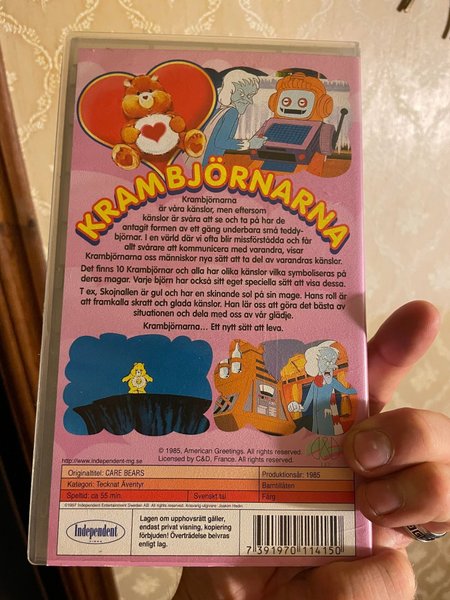 KRAMBJÖRNARNA
Krambjörnarna
är våra känslor, men eftersom
känslor är svåra att se och ta på har de
antagit formen av ett gäng underbara små teddy-
björnar. I en värld där vi ofta blir missförstådda och får
allt svårare att kommunicera med varandra, visar
Krambjörnarna oss människor nya sätt att ta del av varandras känslor.
Det finns 10 Krambjörnar och alla har olika känslor vilka symboliseras på
deras magar. Varje björn har också sitt eget speciella sätt att visa dessa.
T ex, Skojnallen är gul och har en skinande sol på sin mage. Hans roll är
att framkalla skratt och glada känslor. Han lär oss att göra det bästa av
situationen och dela med oss av vår glädje.
Krambjörnarna... Ett nytt sätt att leva.
© 1985, American Greetings. All rights reserved.
Licensed by C&D, France. All rights reserved.
http://www.independent-mg.se
Originaltitel: CARE BEARS
Produktionsår: 1985
Kategori: Tecknat Äventyr
Barntillåten
Speltid: ca 55 min.
Svenskt tal
Färg
©1997 Independent Entertainment Sweden AB. Ansvarig utgivare: Joakim Hedin.
Independent
Lagen om upphovsrätt gäller,
endast privat visning, kopiering
förbjuden! Överträdelse beivras
enligt lag.
7 391970 114150